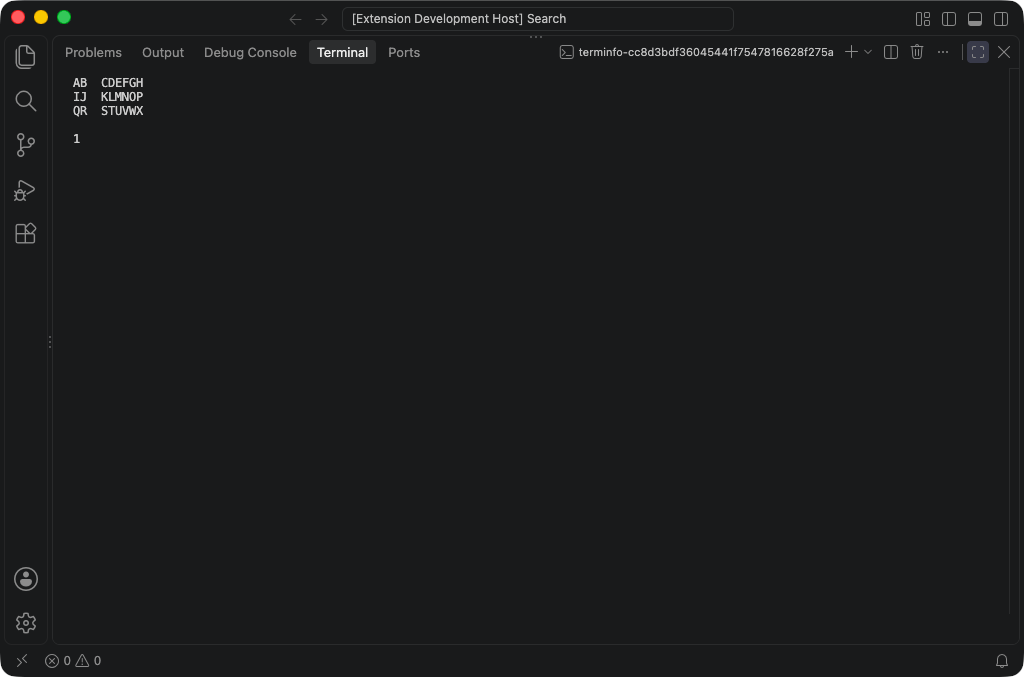 [Extension Development Host] Search
Problems Output Debug Console Terminal Ports terminfo-cc8d3bdf36045441f7547816628f275a
AB  CDEFGH
IJ  KLMNOP
QR  STUVWX
1
0 0